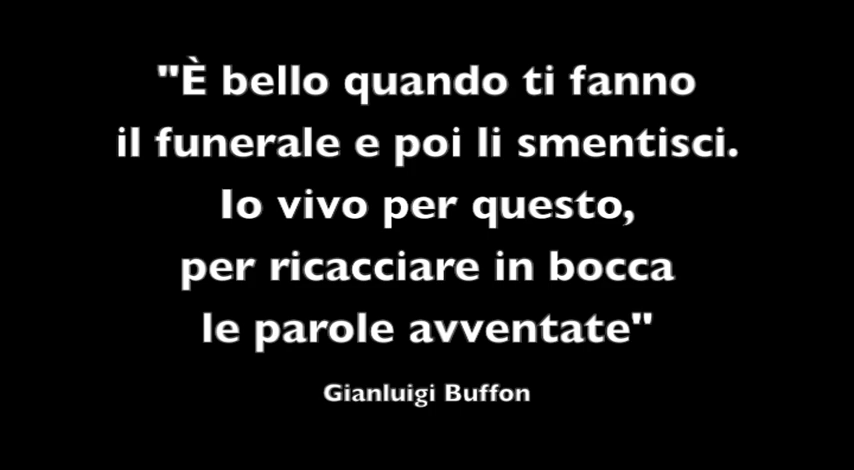 "È bello quando ti fanno
il funerale e poi li smentisci.
Io vivo per questo,
per ricacciare in bocca
le parole avventate"
Gianluigi Buffon